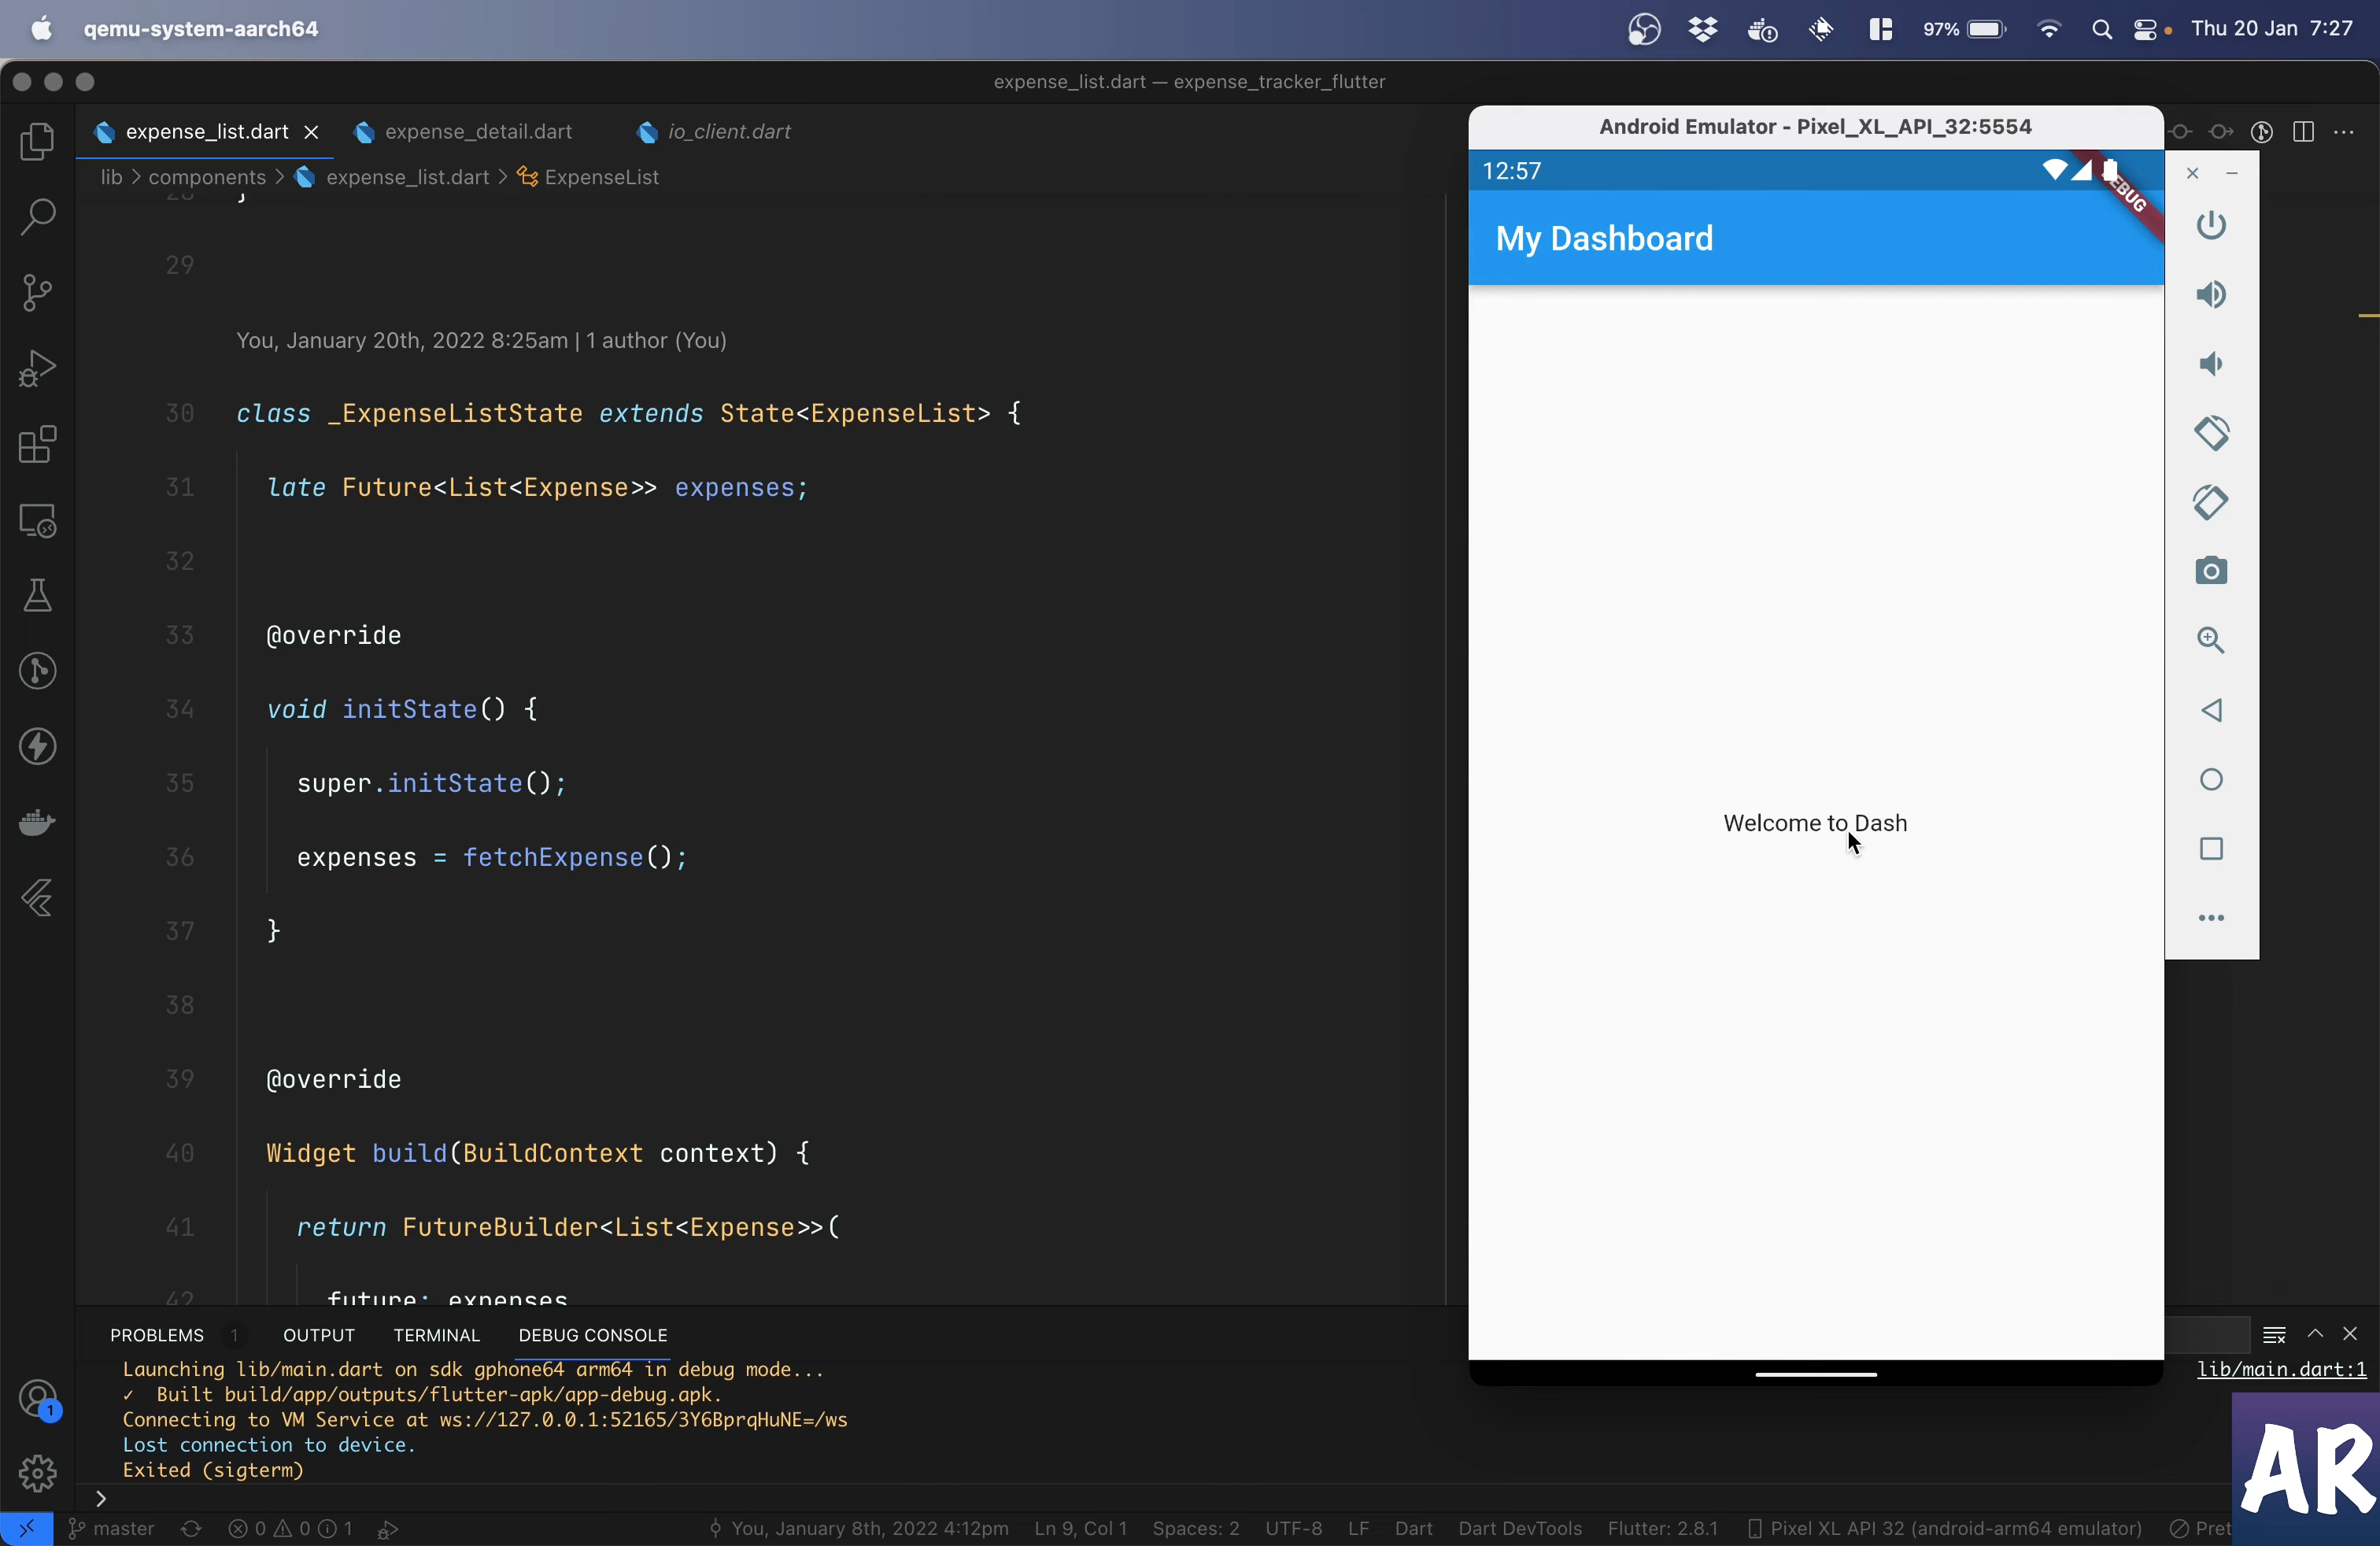 qemu-system-aarch64
97%
Thu 20 Jan 7:27
expense_list.dart — expense_tracker_flutter
expense_list.dart
expense_detail.dart
io_client.dart
lib > components > expense_list.dart > ExpenseList
28 }
29
You, January 20th, 2022 8:25am | 1 author (You)
30 class _ExpenseListState extends State<ExpenseList> {
31 late Future<List<Expense>> expenses;
32
33 @override
34 void initState() {
35 super.initState();
36 expenses = fetchExpense();
37 }
38
39 @override
40 Widget build(BuildContext context) {
41 return FutureBuilder<List<Expense>>(
42 future: expenses
Android Emulator - Pixel_XL_API_32:5554
12:57
DEBUG
My Dashboard
Welcome to Dash
PROBLEMS 1 OUTPUT TERMINAL DEBUG CONSOLE
Launching lib/main.dart on sdk gphone64 arm64 in debug mode...
lib/main.dart:1
✓ Built build/app/outputs/flutter-apk/app-debug.apk.
Connecting to VM Service at ws://127.0.0.1:52165/3Y6BprqHuNE=/ws
Lost connection to device.
Exited (sigterm)
1
master 0 0 1 You, January 8th, 2022 4:12pm Ln 9, Col 1 Spaces: 2 UTF-8 LF Dart Dart DevTools Flutter: 2.8.1 Pixel XL API 32 (android-arm64 emulator) Pret
AR